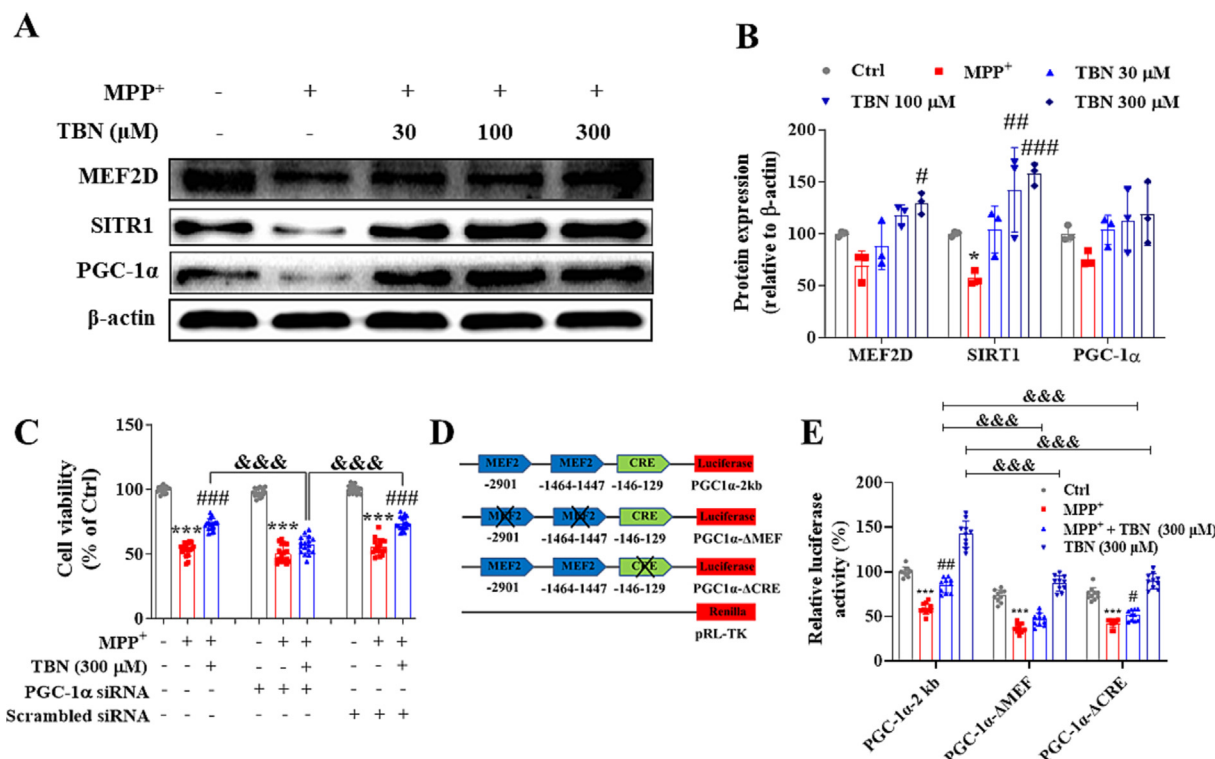 A
MPP⁺ - + + + +
TBN (μM) - - 30 100 300
MEF2D
SITR1
PGC-1α
β-actin
B
Ctrl MPP⁺ TBN 30 μM
TBN 100 μM TBN 300 μM
Protein expression
(relative to β-actin)
200
150
100
50
0
#
*
##
###
MEF2D SIRT1 PGC-1α
C
Cell viability
(% of Ctrl)
150
100
50
0
&&& &&&
### ###
*** *** ***
MPP⁺ - + + - + + - + +
TBN (300 μM) - - + - - + - - +
PGC-1α siRNA - - - + + + - - -
Scrambled siRNA - - - - - - + + +
D
MEF2 MEF2 CRE Luciferase
-2901 -1464-1447 -146-129 PGC1α-2kb
MEF2 MEF2 CRE Luciferase
-2901 -1464-1447 -146-129 PGC1α-ΔMEF
MEF2 MEF2 CRE Luciferase
-2901 -1464-1447 -146-129 PGC1α-ΔCRE
Renilla
pRL-TK
E
&&&
&&&
&&&
&&&
Ctrl
MPP⁺
MPP⁺ + TBN (300 μM)
TBN (300 μM)
Relative luciferase
activity (%)
200
150
100
50
0
##
*** *** *** #
PGC-1α-2 kb
PGC-1α-ΔMEF
PGC-1α-ΔCRE